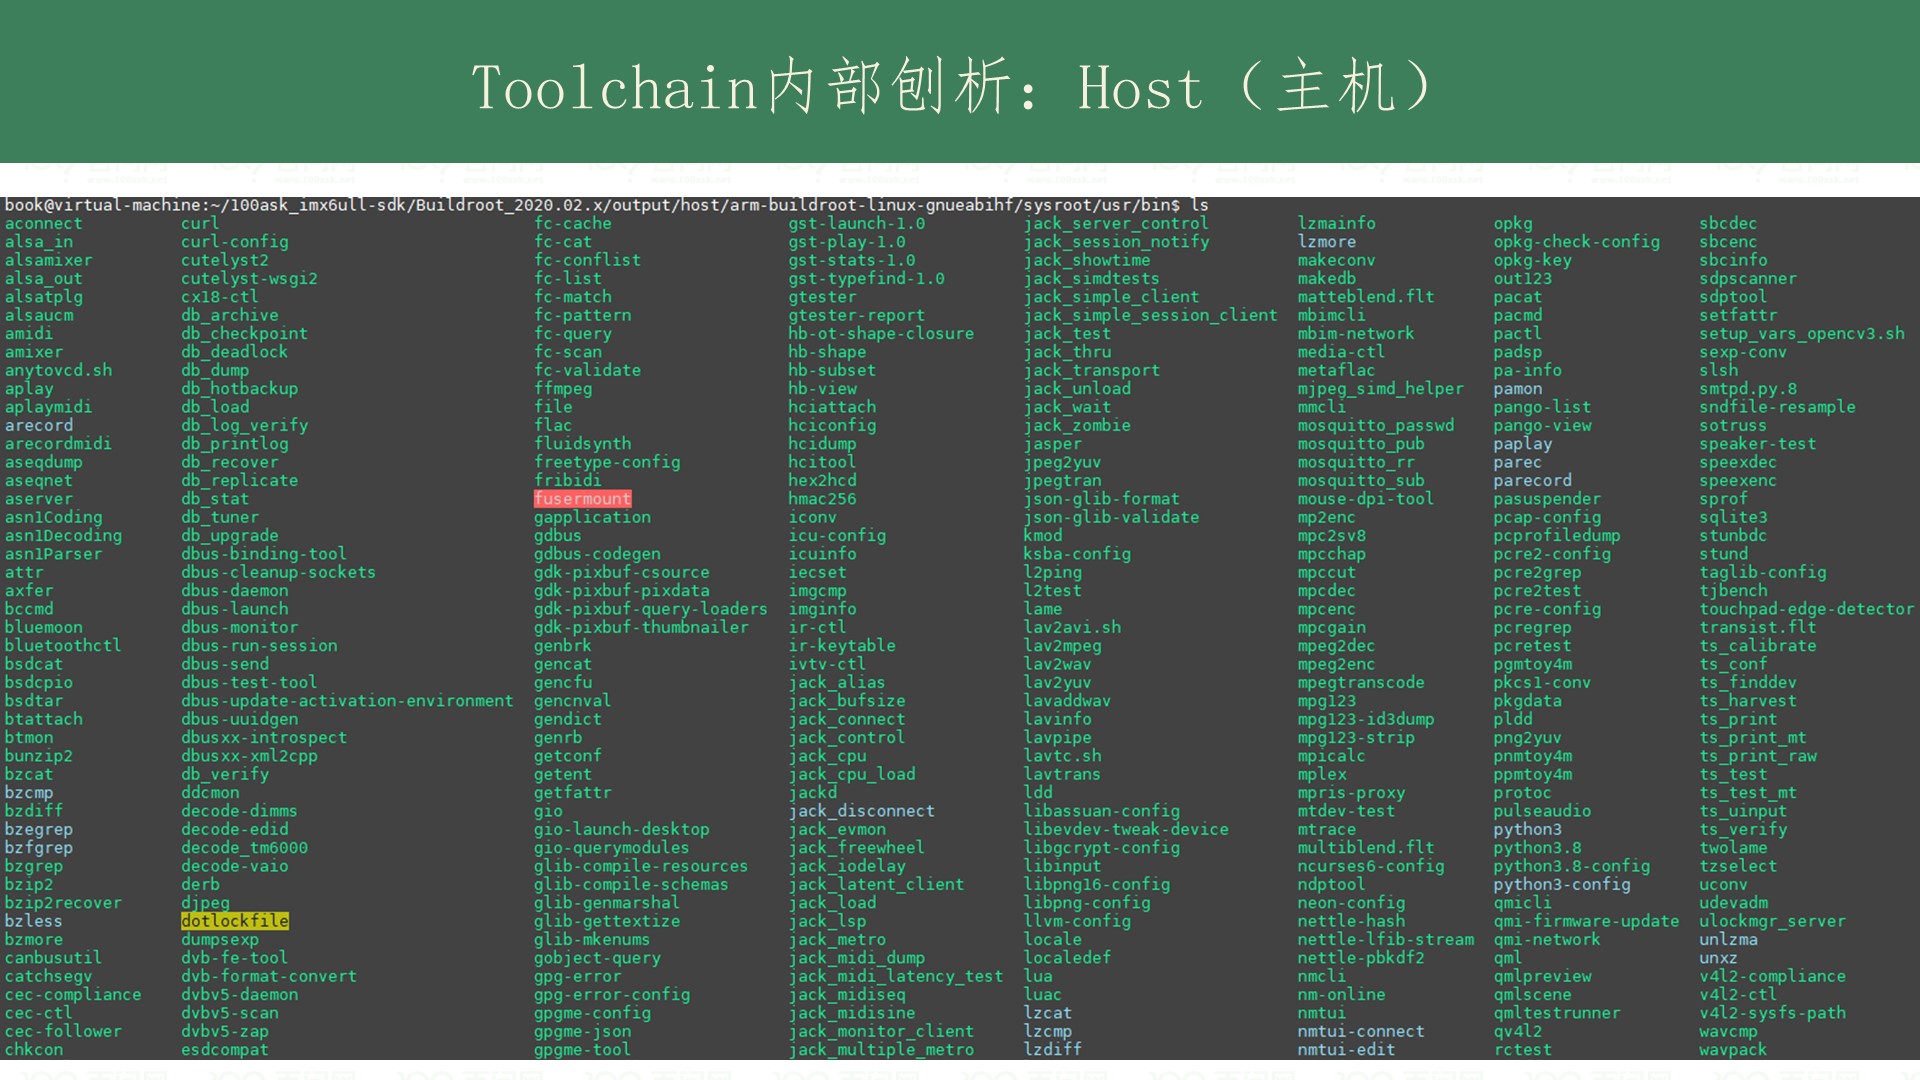 Toolchain内部刨析：Host（主机）
book@virtual-machine:~/100ask_imx6ull-sdk/Buildroot_2020.02.x/output/host/arm-buildroot-linux-gnueabihf/sysroot/usr/bin$ ls
aconnect curl fc-cache gst-launch-1.0 jack_server_control lzmainfo opkg sbcdec
alsa_in curl-config fc-cat gst-play-1.0 jack_session_notify lzmore opkg-check-config sbcenc
alsamixer cutelyst2 fc-conflist gst-stats-1.0 jack_showtime makeconv opkg-key sbcinfo
alsa_out cutelyst-wsgi2 fc-list gst-typefind-1.0 jack_simdtests makedb out123 sdpscanner
alsatplg cx18-ctl fc-match gtester jack_simple_client matteblend.flt pacat sdptool
alsaucm db_archive fc-pattern gtester-report jack_simple_session_client mbimcli pacmd setfattr
amidi db_checkpoint fc-query hb-ot-shape-closure jack_test mbim-network pactl setup_vars_opencv3.sh
amixer db_deadlock fc-scan hb-shape jack_thru media-ctl padsp sexp-conv
anytovcd.sh db_dump fc-validate hb-subset jack_transport metaflac pa-info slsh
aplay db_hotbackup ffmpeg hb-view jack_unload mjpeg_simd_helper pamon smtpd.py.8
aplaymidi db_load file hciattach jack_wait mmcli pango-list sndfile-resample
arecord db_log_verify flac hciconfig jack_zombie mosquitto_passwd pango-view sotruss
arecordmidi db_printlog fluidsynth hcidump jasper mosquitto_pub paplay speaker-test
aseqdump db_recover freetype-config hcitool jpeg2yuv mosquitto_rr parec speexdec
aseqnet db_replicate fribidi hex2hcd jpegtran mosquitto_sub parecord speexenc
aserver db_stat fusermount hmac256 json-glib-format mouse-dpi-tool pasuspender sprof
asn1Coding db_tuner gapplication iconv json-glib-validate mp2enc pcap-config sqlite3
asn1Decoding db_upgrade gdbus icu-config kmod mpc2sv8 pcprofiledump stunbdc
asn1Parser dbus-binding-tool gdbus-codegen icuinfo ksba-config mpcchap pcre2-config stund
attr dbus-cleanup-sockets gdk-pixbuf-csource iecset l2ping mpccut pcre2grep taglib-config
axfer dbus-daemon gdk-pixbuf-pixdata imgcmp l2test mpcdec pcre2test tjbench
bccmd dbus-launch gdk-pixbuf-query-loaders imginfo lame mpcenc pcre-config touchpad-edge-detector
bluemoon dbus-monitor gdk-pixbuf-thumbnailer ir-ctl lav2avi.sh mpcgain pcregrep transist.flt
bluetoothctl dbus-run-session genbrk ir-keytable lav2mpeg mpeg2dec pcretest ts_calibrate
bsdcat dbus-send gencat ivtv-ctl lav2wav mpeg2enc pgmtoy4m ts_conf
bsdcpio dbus-test-tool gencfu jack_alias lav2yuv mpegtranscode pkcs1-conv ts_finddev
bsdtar dbus-update-activation-environment gencnval jack_bufsize lavaddwav mpg123 pkgdata ts_harvest
btattach dbus-uuidgen gendict jack_connect lavinfo mpg123-id3dump pldd ts_print
btmon dbusxx-introspect genrb jack_control lavpipe mpg123-strip png2yuv ts_print_mt
bunzip2 dbusxx-xml2cpp getconf jack_cpu lavtc.sh mpicalc pnmtoy4m ts_print_raw
bzcat db_verify getent jack_cpu_load lavtrans mplex ppmtoy4m ts_test
bzcmp ddcmon getfattr jackd ldd mpris-proxy protoc ts_test_mt
bzdiff decode-dimms gio jack_disconnect libassuan-config mtdev-test pulseaudio ts_uinput
bzegrep decode-edid gio-launch-desktop jack_evmon libevdev-tweak-device mtrace python3 ts_verify
bzfgrep decode_tm6000 gio-querymodules jack_freewheel libgcrypt-config multiblend.flt python3.8 twolame
bzgrep decode-vaio glib-compile-resources jack_iodelay libinput ncurses6-config python3.8-config tzselect
bzip2 derb glib-compile-schemas jack_latent_client libpng16-config ndptool python3-config uconv
bzip2recover djpeg glib-genmarshal jack_load libpng-config neon-config qmicli udevadm
bzless dotlockfile glib-gettextize jack_lsp llvm-config nettle-hash qmi-firmware-update ulockmgr_server
bzmore dumpsexp glib-mkenums jack_metro locale nettle-lfib-stream qmi-network unlzma
canbusutil dvb-fe-tool gobject-query jack_midi_dump localedef nettle-pbkdf2 qml unxz
catchsegv dvb-format-convert gpg-error jack_midi_latency_test lua nmcli qmlpreview v4l2-compliance
cec-compliance dvbv5-daemon gpg-error-config jack_midiseq luac nm-online qmlscene v4l2-ctl
cec-ctl dvbv5-scan gpgme-config jack_midisine lzcat nmtui qmltestrunner v4l2-sysfs-path
cec-follower dvbv5-zap gpgme-json jack_monitor_client lzcmp nmtui-connect qv4l2 wavcmp
chkcon esdcompat gpgme-tool jack_multiple_metro lzdiff nmtui-edit rctest wavpack